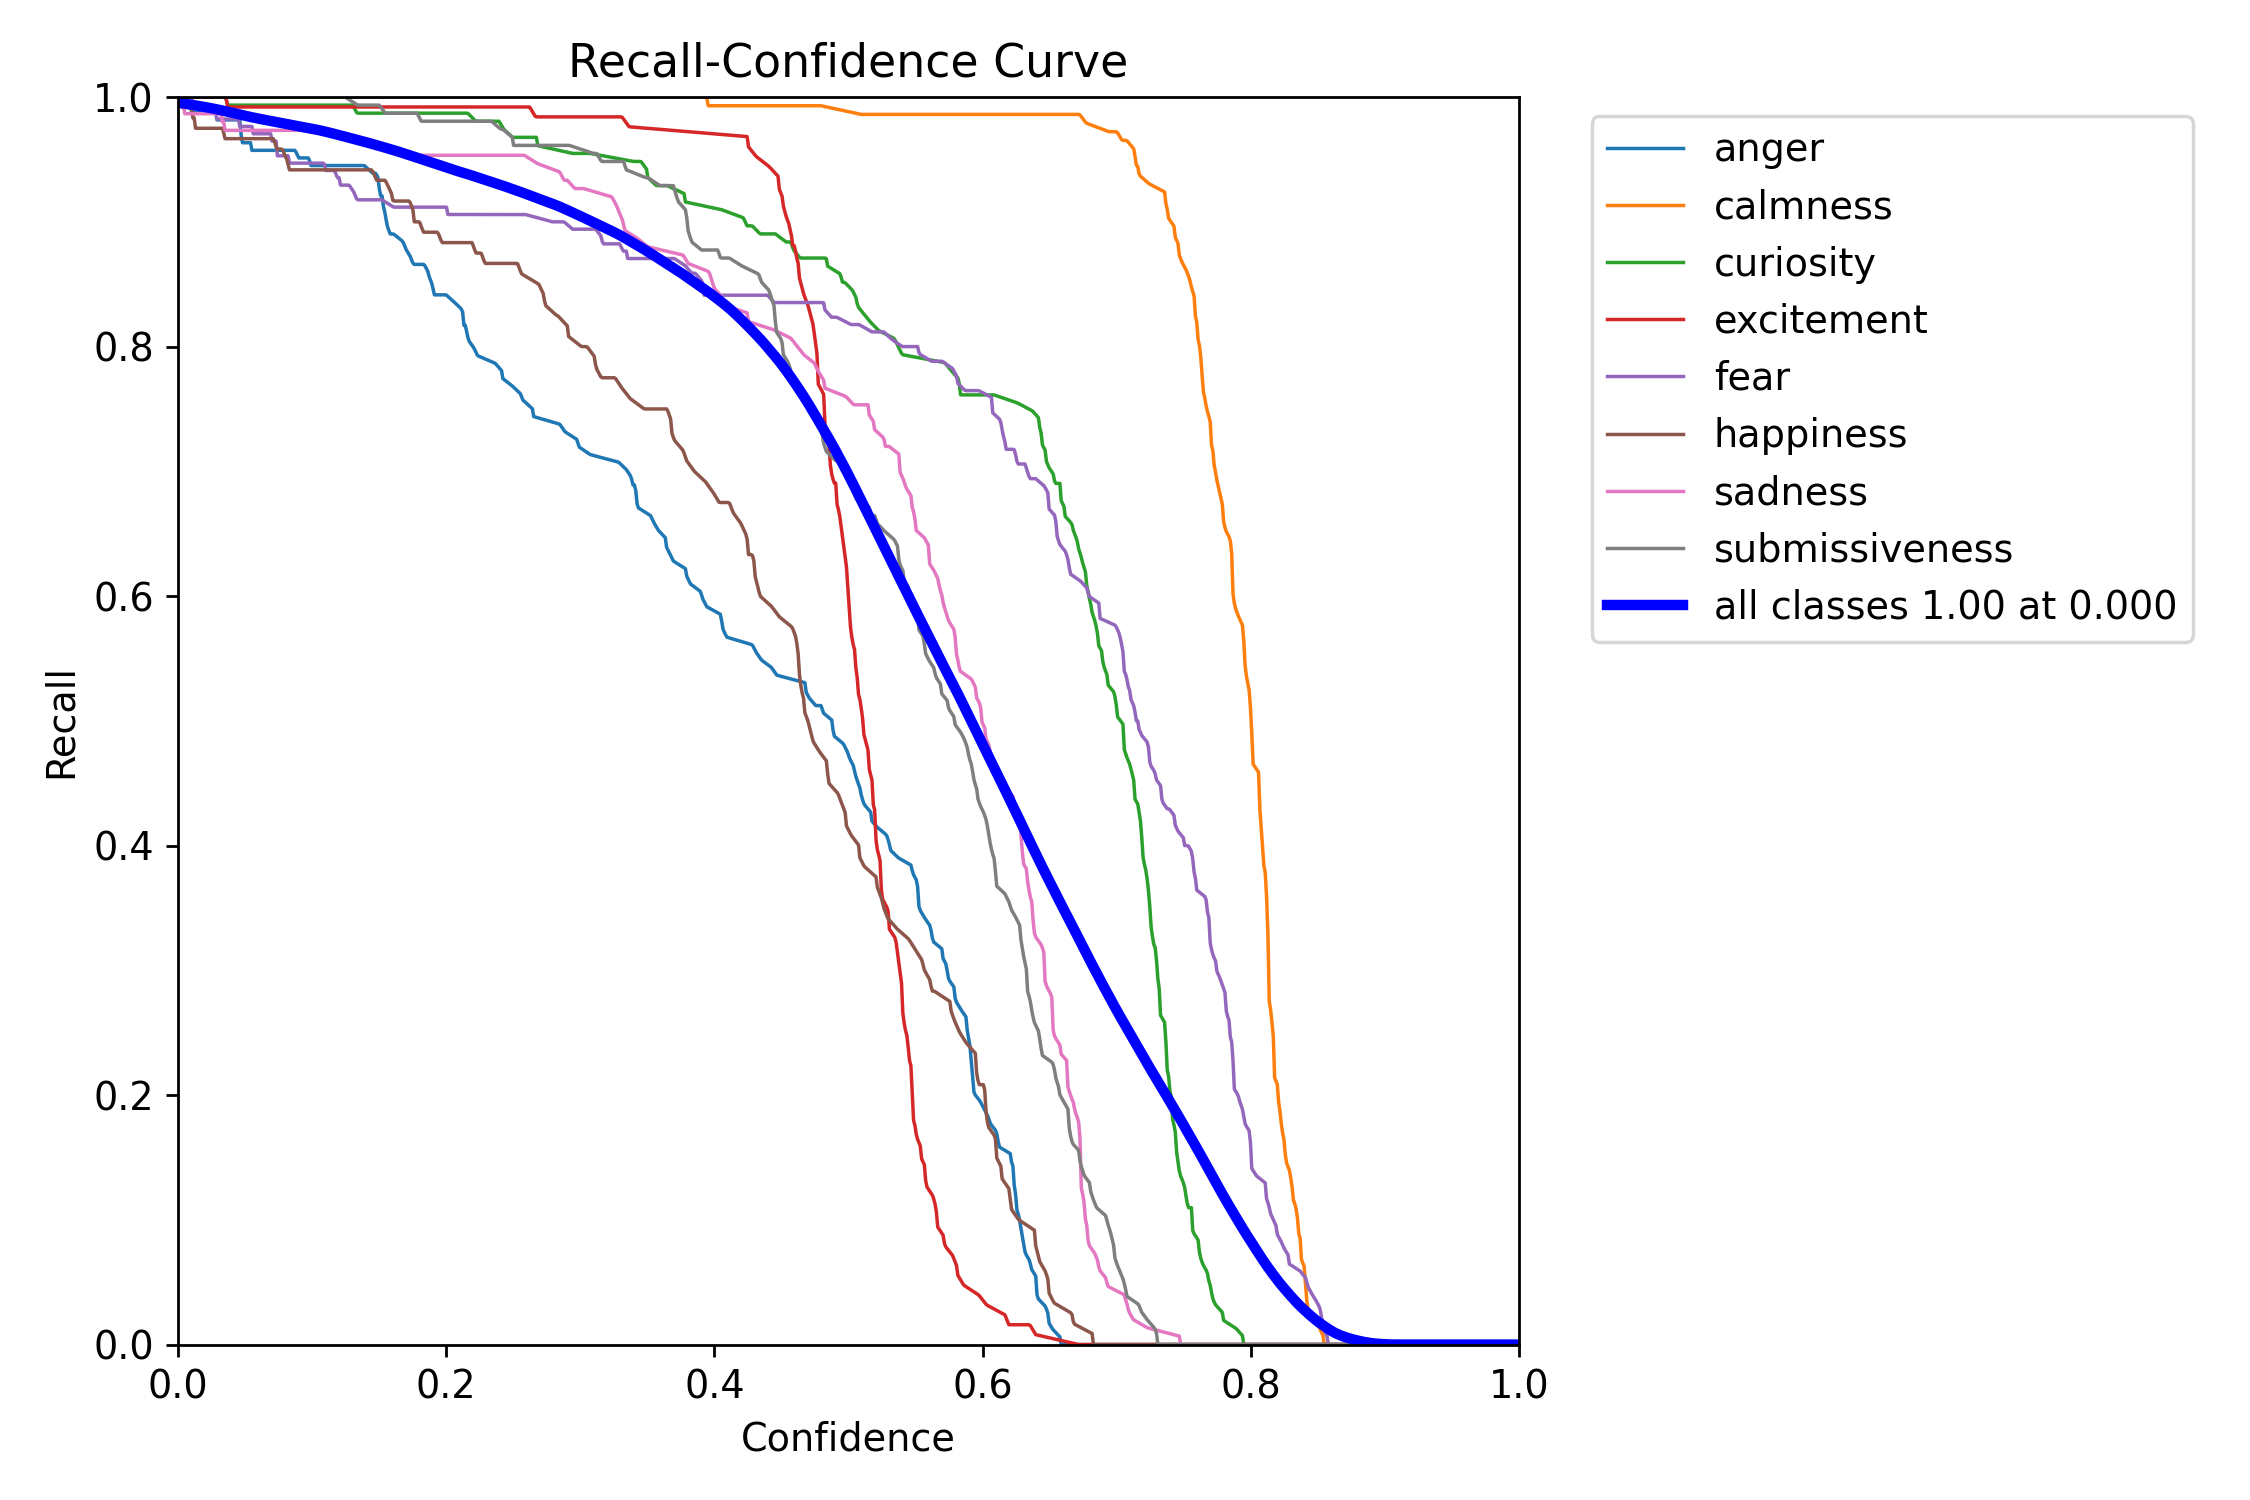 Recall-Confidence Curve
1.0
0.8
0.6
0.4
0.2
0.0
Recall
0.0 0.2 0.4 0.6 0.8 1.0
Confidence
anger
calmness
curiosity
excitement
fear
happiness
sadness
submissiveness
all classes 1.00 at 0.000